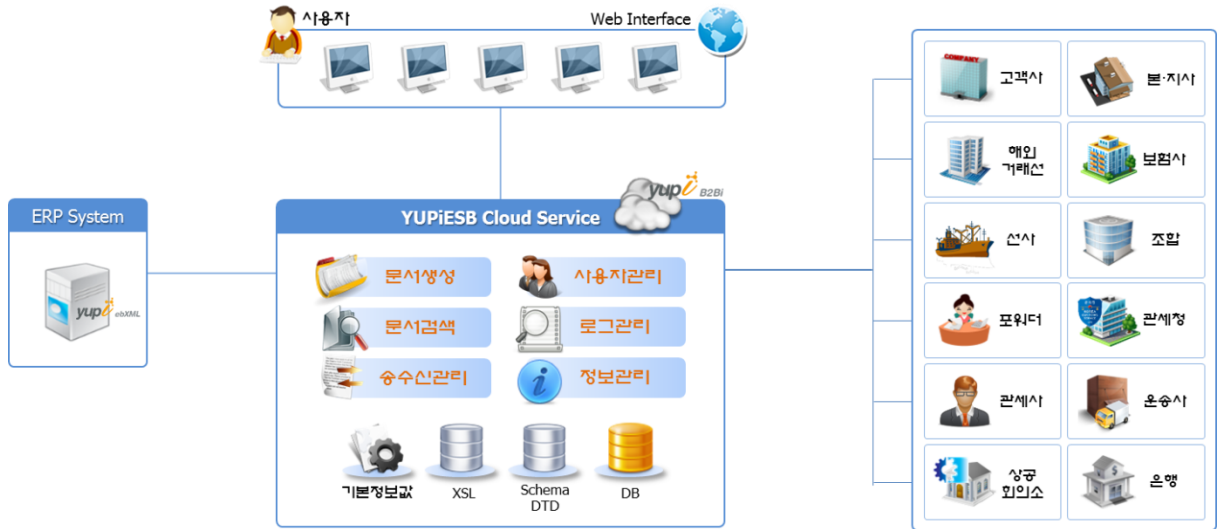 사용자
Web Interface
ERP System
yupi ebXML
yupi B2Bi
YUPiESB Cloud Service
문서생성
사용자관리
문서검색
로그관리
송수신관리
정보관리
기본정보값
XSL
Schema
DTD
DB
COMPANY
고객사
본·지사
해외
거래선
보험사
선사
조합
포워더
관세청
관세사
운송사
상공
회의소
은행